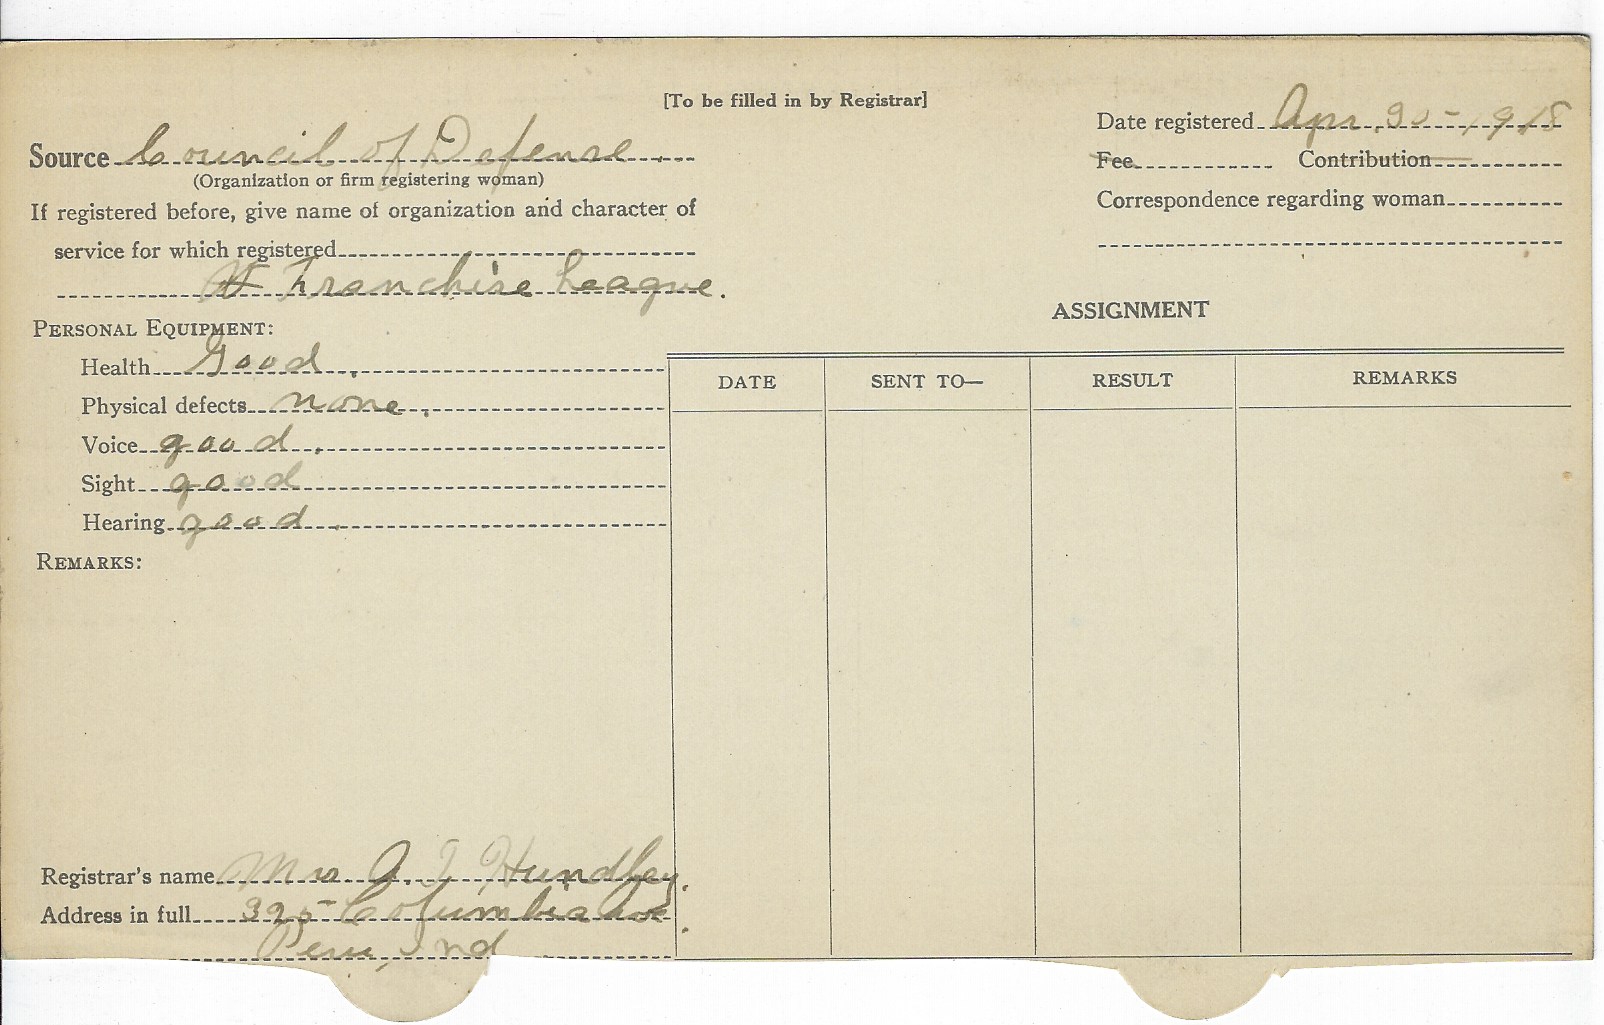 [To be filled in by Registrar]
Source Council of Defense.
(Organization or firm registering woman)
If registered before, give name of organization and character of
service for which registered
Franchise League.
Date registered Apr. 30-1918
Fee Contribution
Correspondence regarding woman
PERSONAL EQUIPMENT:
Health Good.
Physical defects none.
Voice good.
Sight good
Hearing good.
REMARKS:
ASSIGNMENT
DATE SENT TO— RESULT REMARKS
Registrar's name Mrs A. T. Hundley.
Address in full 325 Columbia Ave.
Peru, Ind